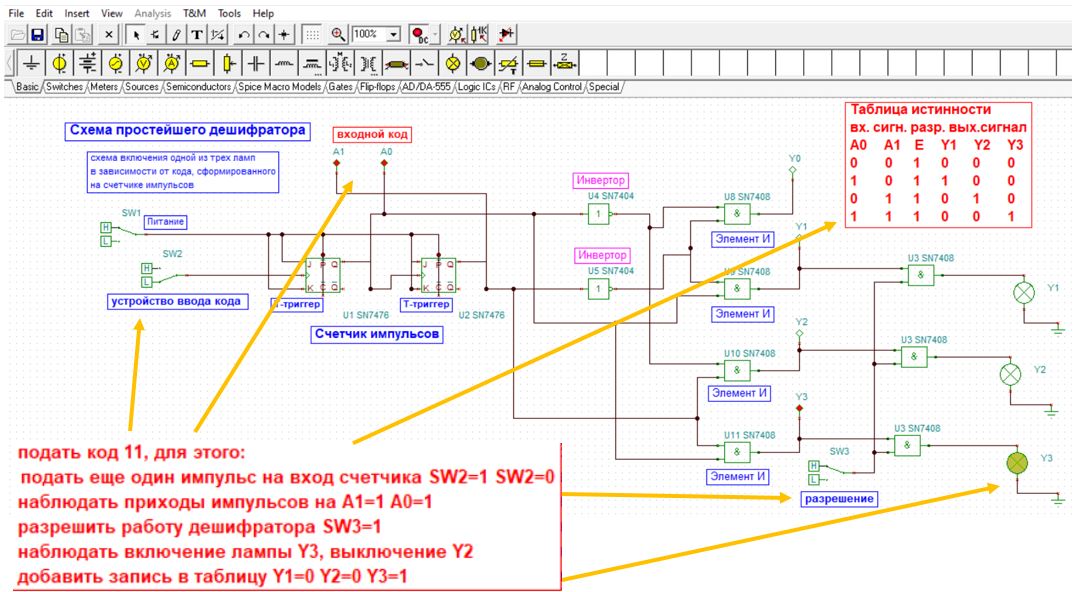 File Edit Insert View Analysis T&M Tools Help
100%
DC
Basic Switches Meters Sources Semiconductors Spice Macro Models Gates Flip-flops AD/DA-555 Logic ICs RF Analog Control Special
Схема простейшего дешифратора
схема включения одной из трех ламп
в зависимости от кода, сформированного
на счетчике импульсов
входной код
A1 A0
Таблица истинности
вх. сигн. разр. вых.сигнал
A0 A1 E Y1 Y2 Y3
0 0 1 0 0 0
1 0 1 1 0 0
0 1 1 0 1 0
1 1 1 0 0 1
Y0
Инвертор
U4 SN7404
1
U8 SN7408
&
Элемент И
SW1
H
L
Питание
SW2
H
L
устройство ввода кода
J P Q
K C Q
Т-триггер
U1 SN7476
J P Q
K C Q
Т-триггер
U2 SN7476
Счетчик импульсов
Инвертор
U5 SN7404
1
Y1
U9 SN7408
&
Элемент И
U3 SN7408
&
Y1
Y2
U10 SN7408
&
Элемент И
U3 SN7408
&
Y2
Y3
U11 SN7408
&
Элемент И
U3 SN7408
&
Y3
SW3
H
L
разрешение
подать код 11, для этого:
подать еще один импульс на вход счетчика SW2=1 SW2=0
наблюдать приходы импульсов на A1=1 A0=1
разрешить работу дешифратора SW3=1
наблюдать включение лампы Y3, выключение Y2
добавить запись в таблицу Y1=0 Y2=0 Y3=1